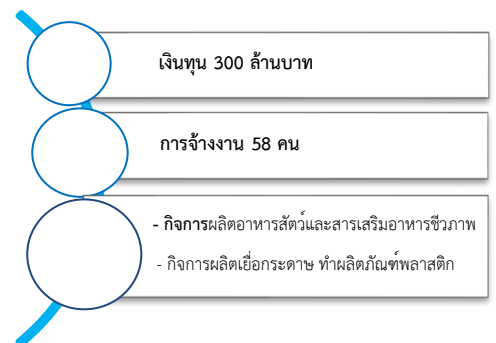 เงินทุน 300 ล้านบาท
การจ้างงาน 58 คน
- กิจการผลิตอาหารสัตว์และสารเสริมอาหารชีวภาพ
- กิจการผลิตเยื่อกระดาษ ทำผลิตภัณฑ์พลาสติก